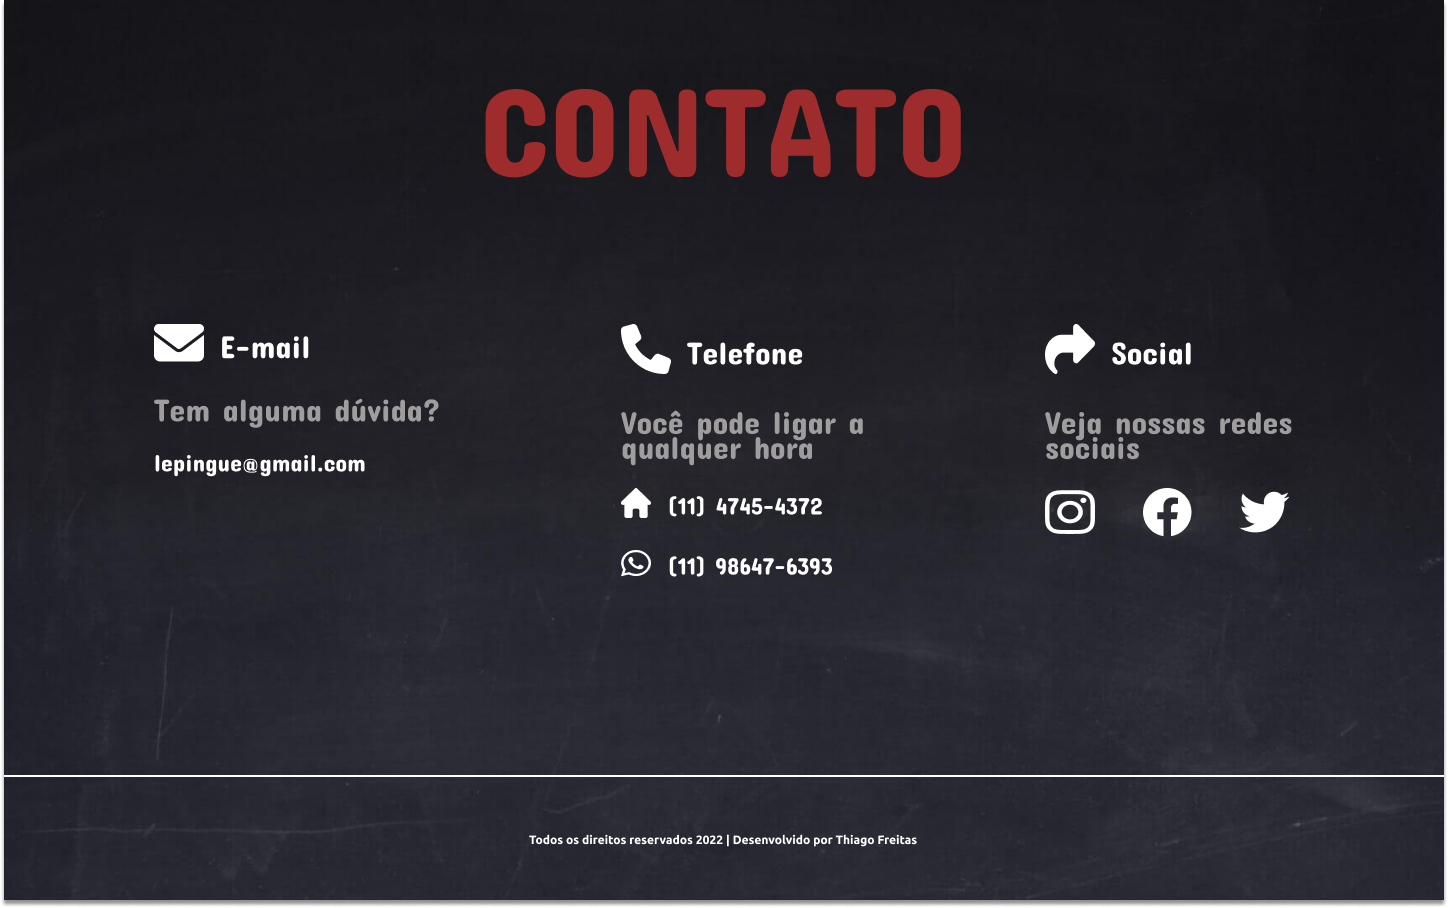 CONTATO
E-mail
Tem alguma dúvida?
lepingue@gmail.com
Telefone
Você pode ligar a
qualquer hora
(11) 4745-4372
(11) 98647-6393
Social
Veja nossas redes
sociais
Todos os direitos reservados 2022 | Desenvolvido por Thiago Freitas